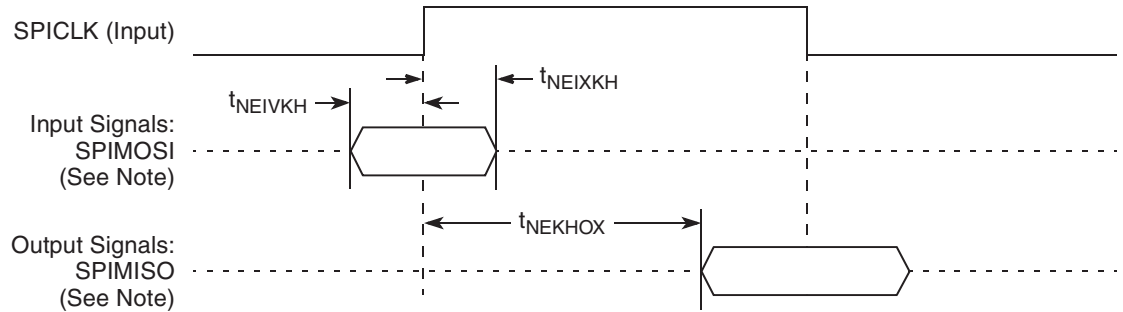 SPICLK (Input)
tNEIXKH
tNEIVKH
Input Signals:
SPIMOSI
(See Note)
tNEKHOX
Output Signals:
SPIMISO
(See Note)